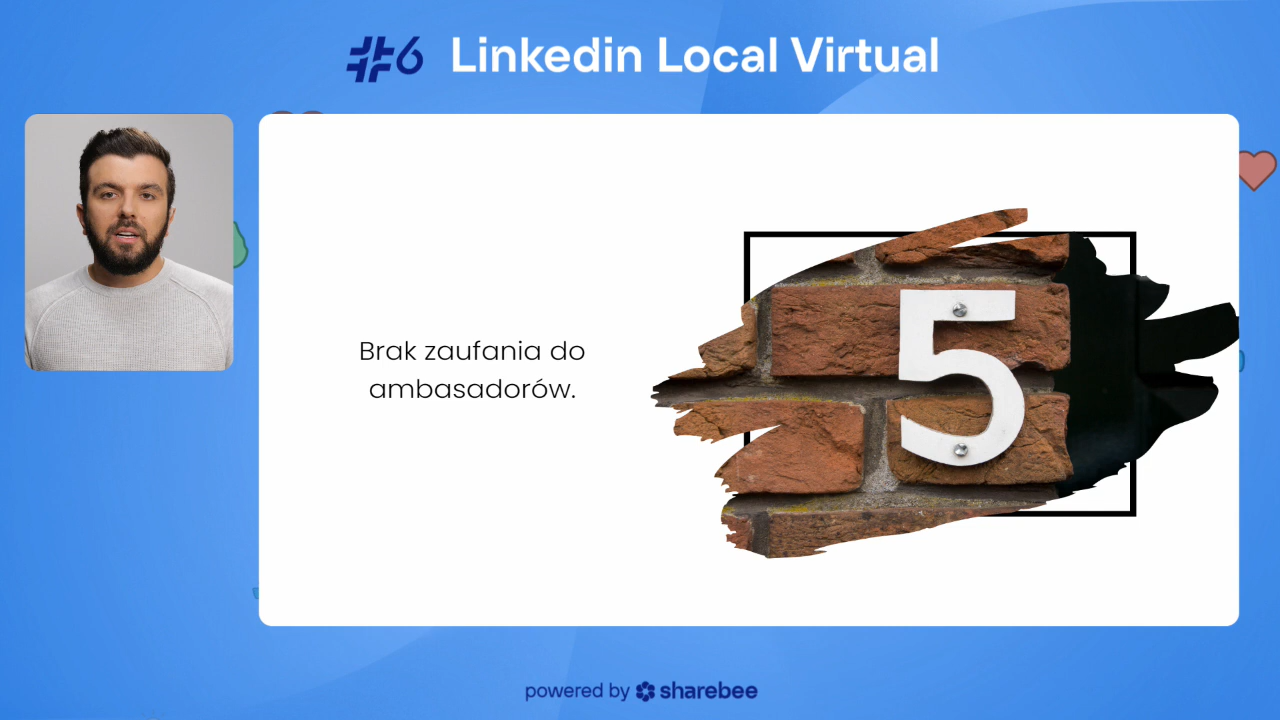 #6 Linkedin Local Virtual
Brak zaufania do
ambasadorów.
5
powered by sharebee